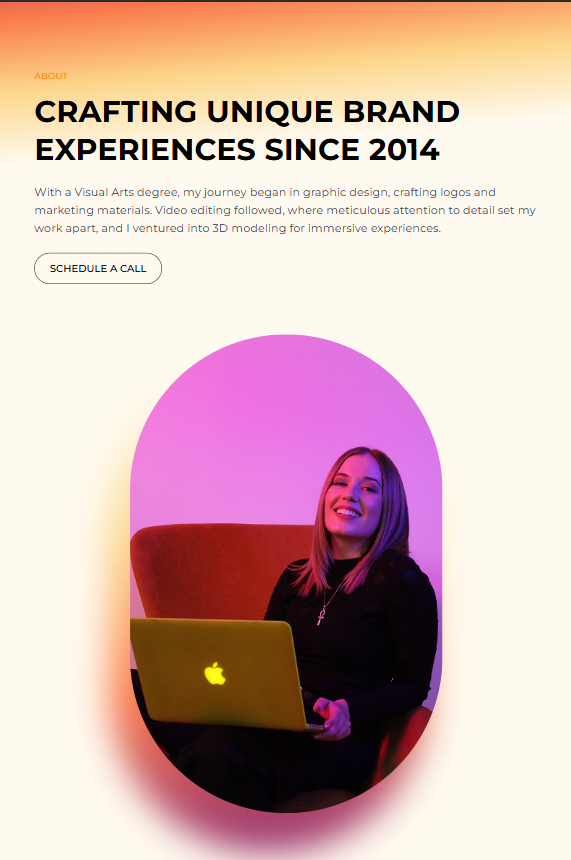 ABOUT
CRAFTING UNIQUE BRAND
EXPERIENCES SINCE 2014
With a Visual Arts degree, my journey began in graphic design, crafting logos and
marketing materials. Video editing followed, where meticulous attention to detail set my
work apart, and I ventured into 3D modeling for immersive experiences.
SCHEDULE A CALL